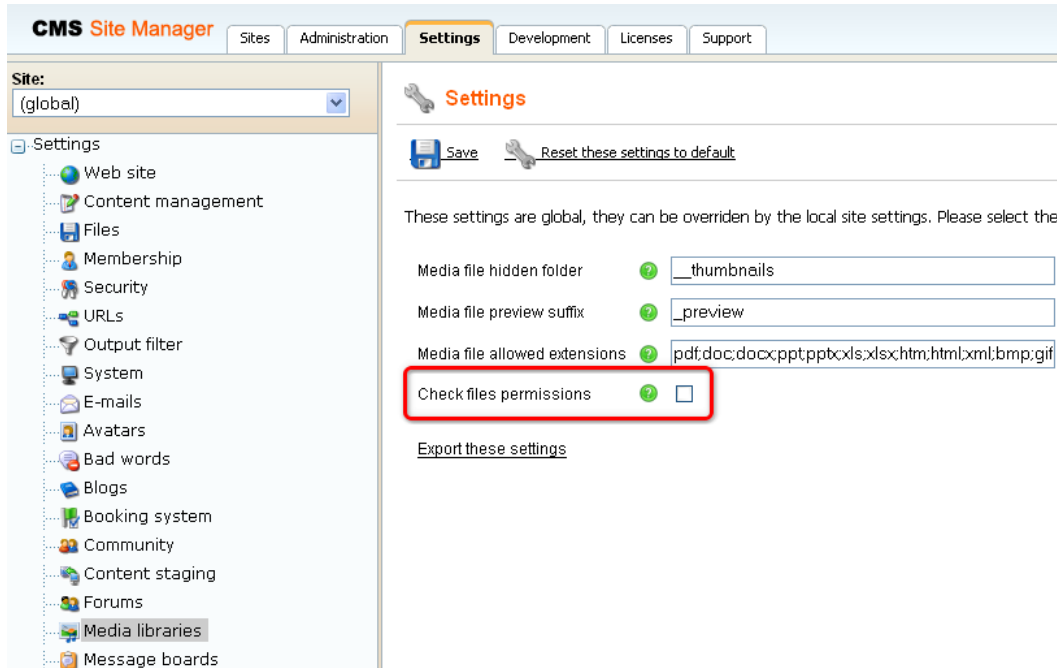 CMS Site Manager
Sites
Administration
Settings
Development
Licenses
Support
Site:
(global)
Settings
Web site
Content management
Files
Membership
Security
URLs
Output filter
System
E-mails
Avatars
Bad words
Blogs
Booking system
Community
Content staging
Forums
Media libraries
Message boards
Settings
Save
Reset these settings to default
These settings are global, they can be overriden by the local site settings. Please select the
Media file hidden folder
__thumbnails
Media file preview suffix
_preview
Media file allowed extensions
pdf;doc;docx;ppt;pptx;xls;xlsx;htm;html;xml;bmp;gif
Check files permissions
Export these settings